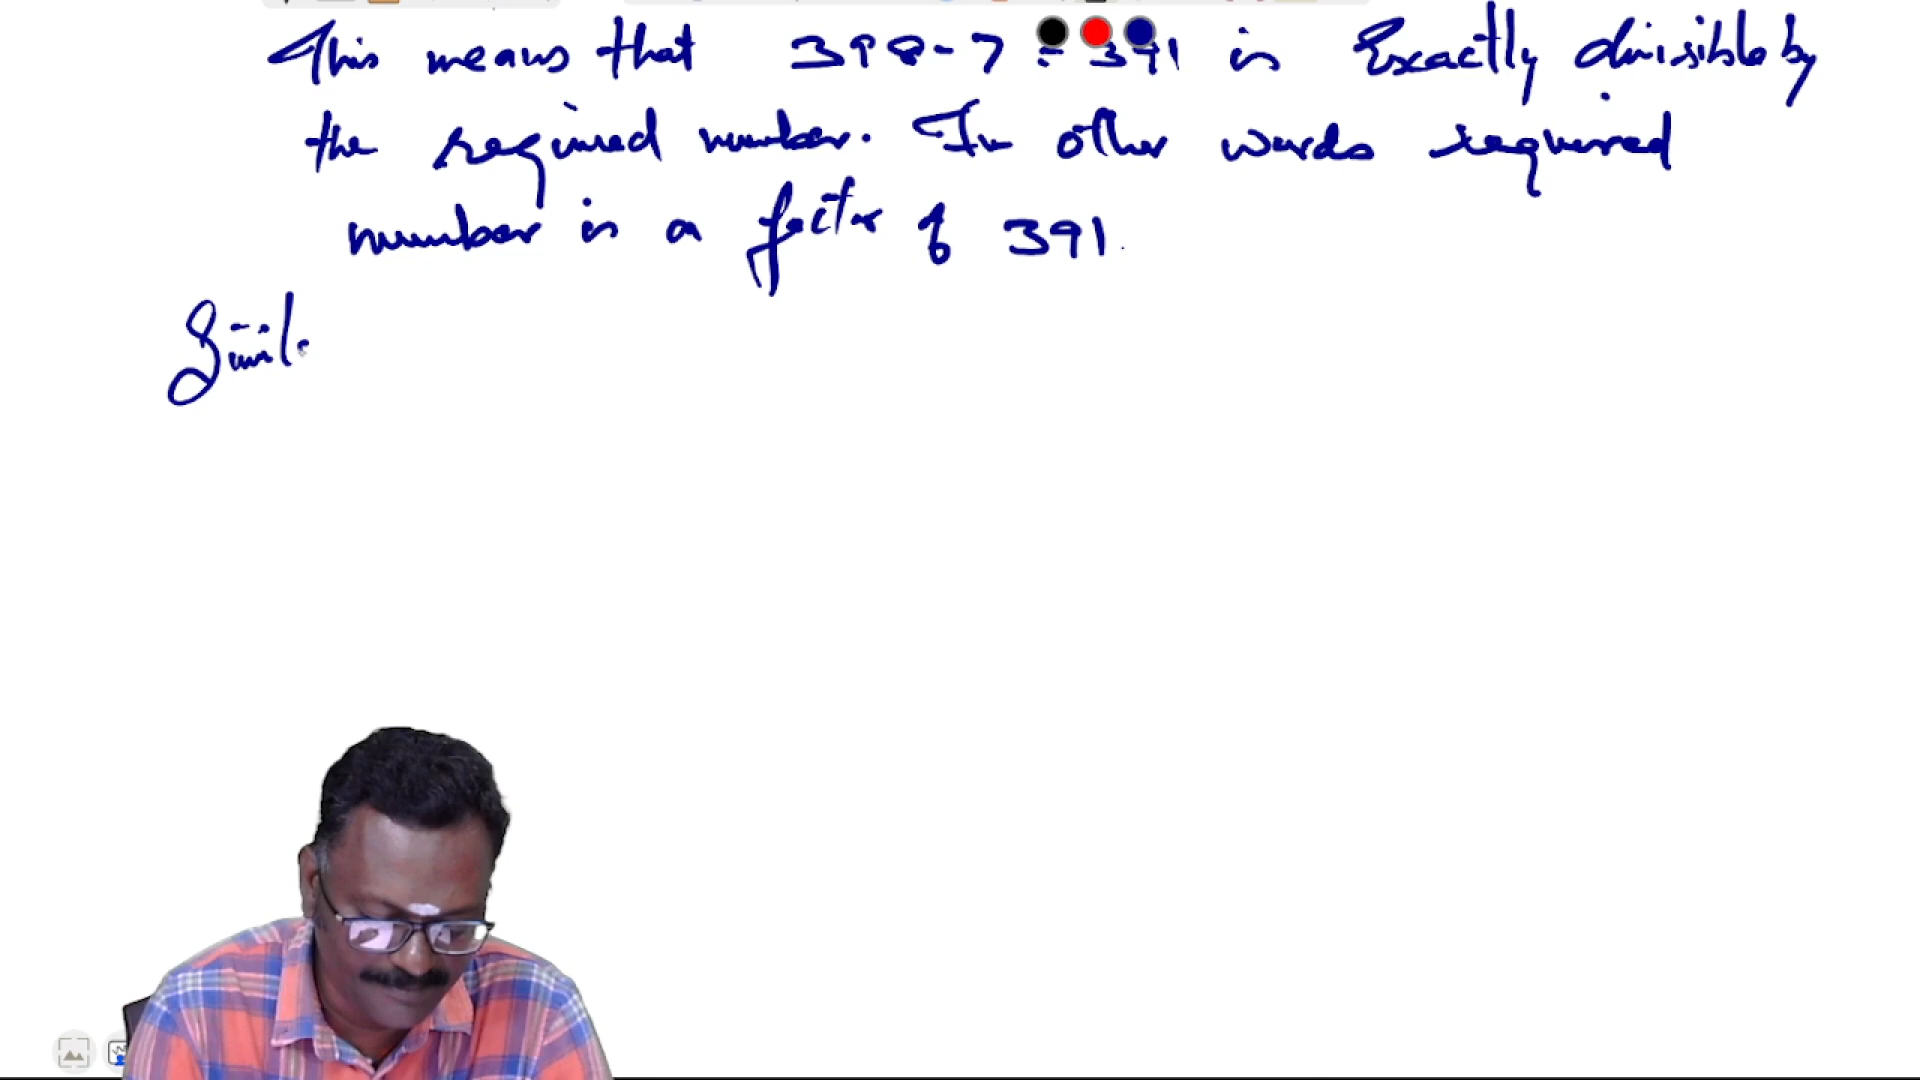 This means that 398-7 = 391 is Exactly divisible by
the required number. In other words required
number is a factor of 391.
Simil